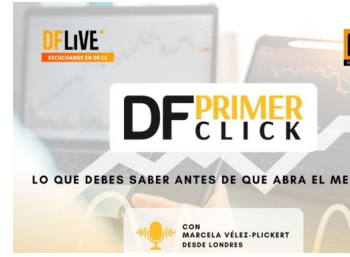 DFLiVE
ESCÚCHANOS EN DF.CL
DF PRIMER
CLICK
LO QUE DEBES SABER ANTES DE QUE ABRA EL ME
CON
MARCELA VÉLEZ-PLICKERT
DESDE LONDRES